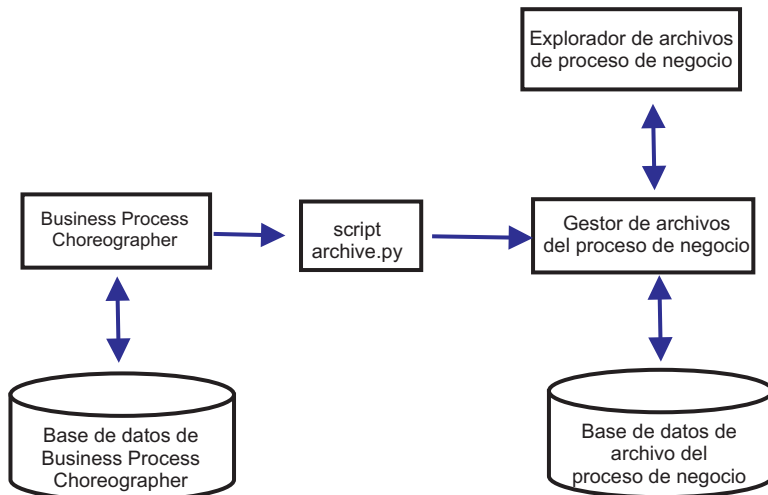 Explorador de archivos
de proceso de negocio
Business Process
Choreographer
script
archive.py
Gestor de archivos
del proceso de negocio
Base de datos de
Business Process
Choreographer
Base de datos de
archivo del
proceso de negocio